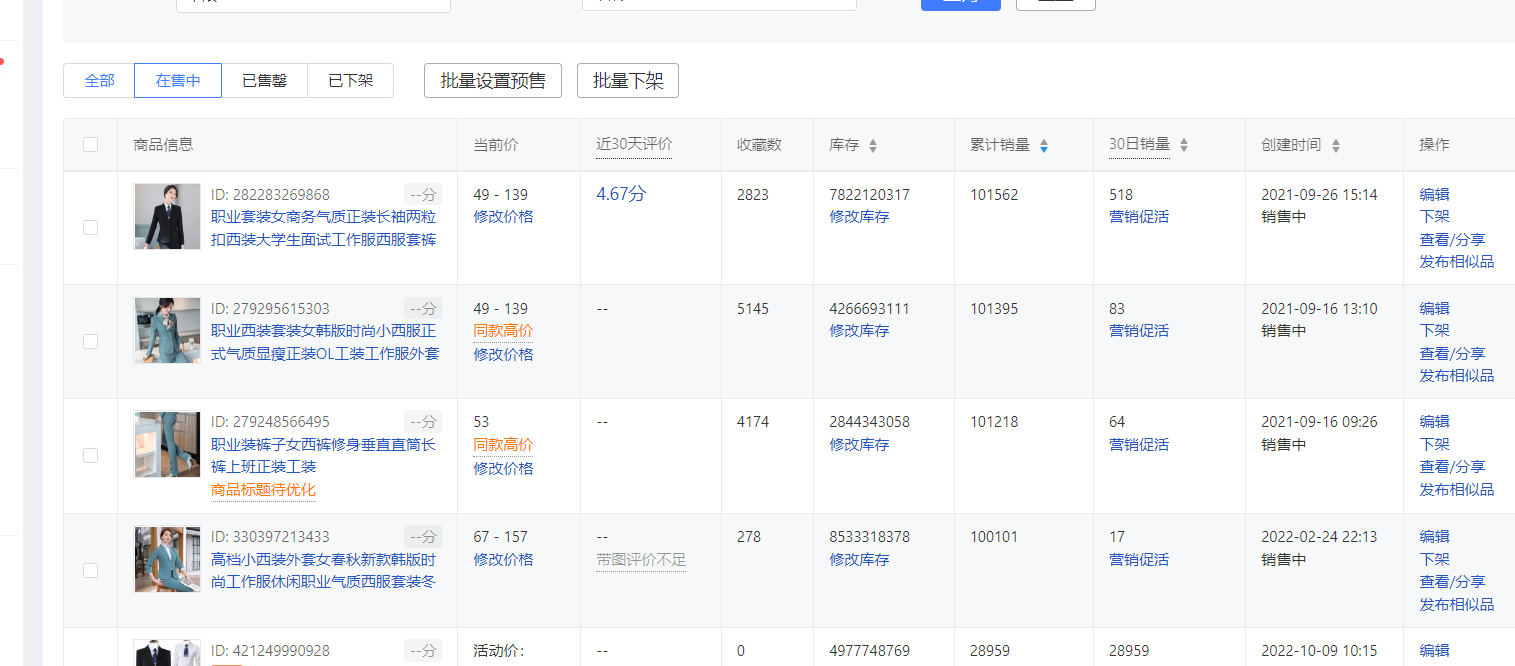 全部 在售中 已售罄 已下架 批量设置预售 批量下架
商品信息 当前价 近30天评价 收藏数 库存 累计销量 30日销量 创建时间 操作
ID: 282283269868 --分 49 - 139 4.67分 2823 7822120317 101562 518 2021-09-26 15:14 编辑
职业套装女商务气质正装长袖两粒 修改价格 修改库存 营销促活 销售中 下架
扣西装大学生面试工作服西服套裤 查看/分享
发布相似品
ID: 279295615303 --分 49 - 139 -- 5145 4266693111 101395 83 2021-09-16 13:10 编辑
职业西装套装女韩版时尚小西服正 同款高价 修改库存 营销促活 销售中 下架
式气质显瘦正装OL工装工作服外套 修改价格 查看/分享
发布相似品
ID: 279248566495 --分 53 -- 4174 2844343058 101218 64 2021-09-16 09:26 编辑
职业装裤子女西裤修身垂直直筒长 同款高价 修改库存 营销促活 销售中 下架
裤上班正装工装 修改价格 查看/分享
商品标题待优化 发布相似品
ID: 330397213433 --分 67 - 157 -- 278 8533318378 100101 17 2022-02-24 22:13 编辑
高档小西装外套女春秋新款韩版时 修改价格 带图评价不足 修改库存 营销促活 销售中 下架
尚工作服休闲职业气质西服套装冬 查看/分享
发布相似品
ID: 421249990928 --分 活动价: -- 0 4977748769 28959 28959 2022-10-09 10:15 编辑